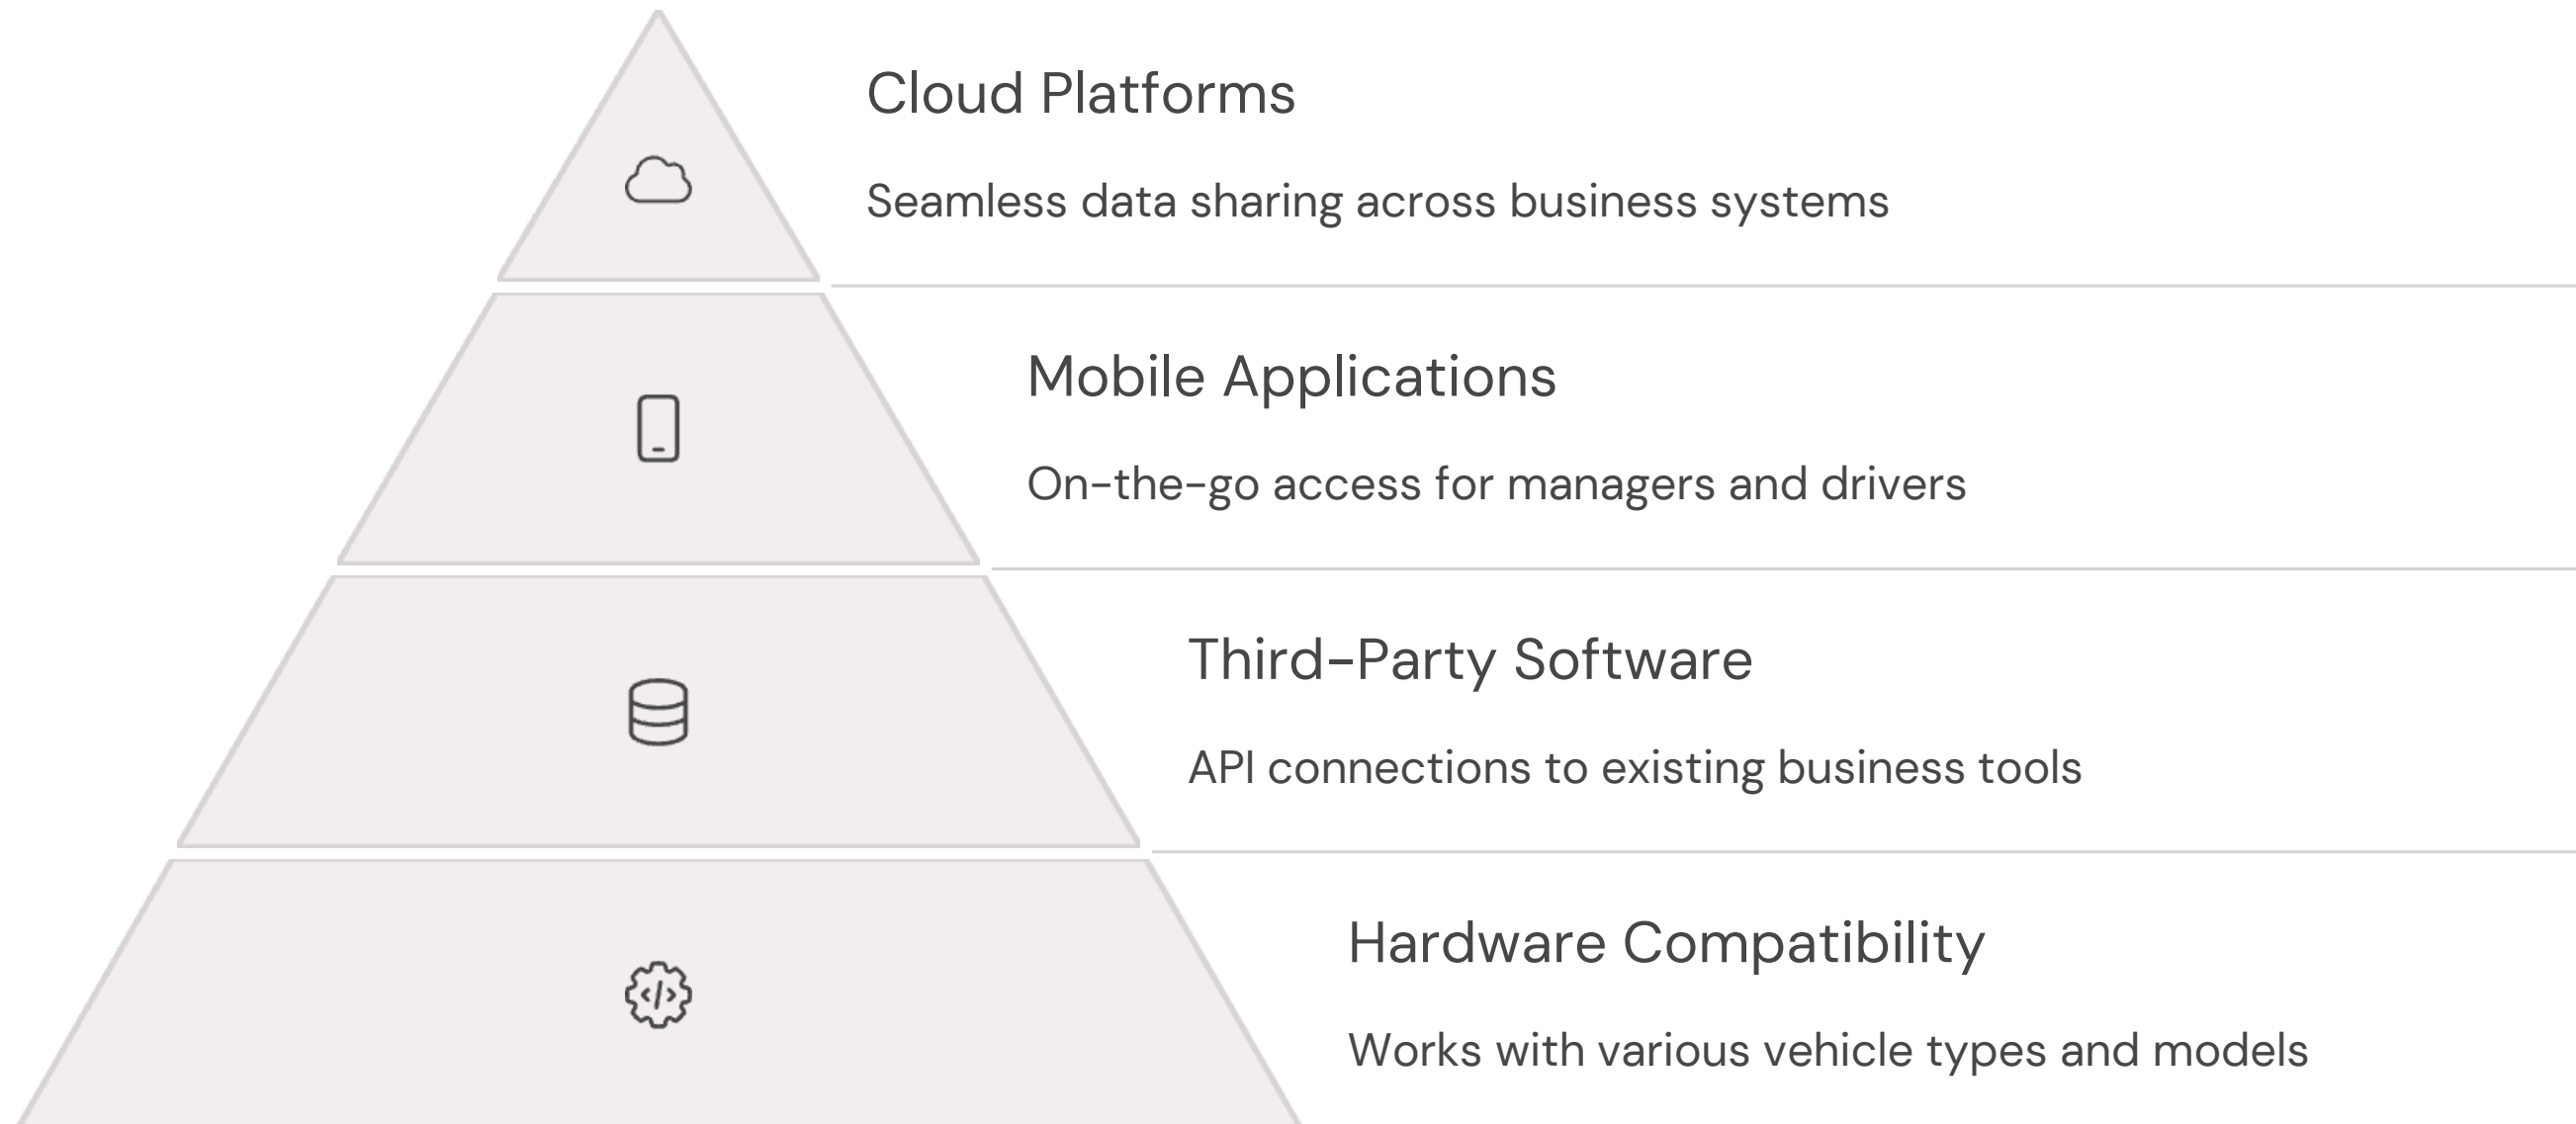 Cloud Platforms
Seamless data sharing across business systems
Mobile Applications
On-the-go access for managers and drivers
Third-Party Software
API connections to existing business tools
Hardware Compatibility
Works with various vehicle types and models